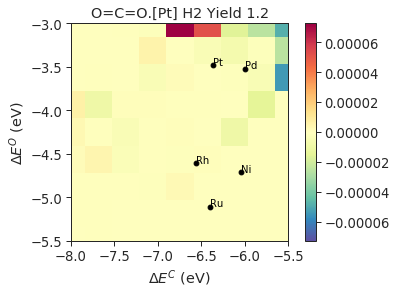 O=C=O.[Pt] H2 Yield 1.2
−3.0
−3.5
−4.0
−4.5
−5.0
−5.5
ΔE^O (eV)
Pt
Pd
Rh
Ni
Ru
−8.0 −7.5 −7.0 −6.5 −6.0 −5.5
ΔE^C (eV)
0.00006
0.00004
0.00002
0.00000
−0.00002
−0.00004
−0.00006